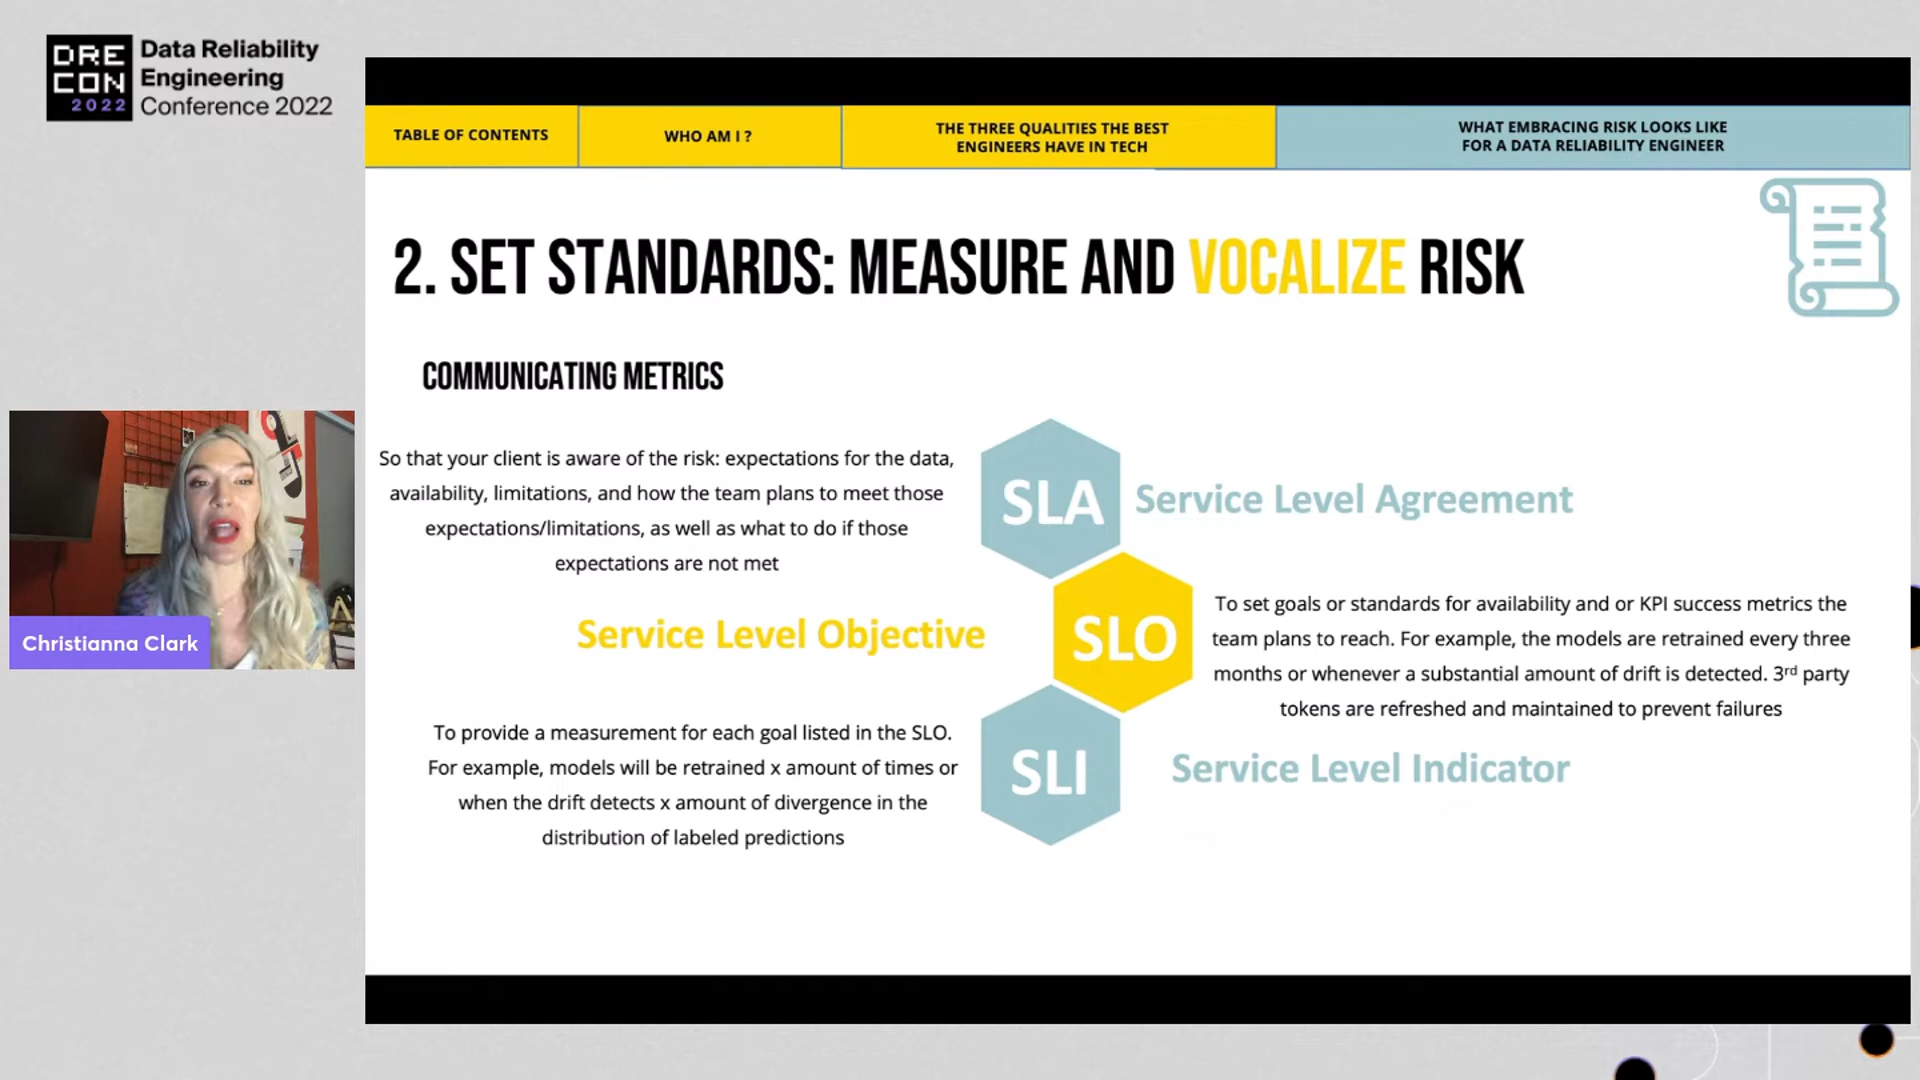 DRE
CON
2022
Data Reliability
Engineering
Conference 2022
TABLE OF CONTENTS
WHO AM I ?
THE THREE QUALITIES THE BEST
ENGINEERS HAVE IN TECH
WHAT EMBRACING RISK LOOKS LIKE
FOR A DATA RELIABILITY ENGINEER
2. SET STANDARDS: MEASURE AND VOCALIZE RISK
COMMUNICATING METRICS
So that your client is aware of the risk: expectations for the data,
availability, limitations, and how the team plans to meet those
expectations/limitations, as well as what to do if those
expectations are not met
SLA
Service Level Agreement
Service Level Objective
SLO
To set goals or standards for availability and or KPI success metrics the
team plans to reach. For example, the models are retrained every three
months or whenever a substantial amount of drift is detected. 3rd party
tokens are refreshed and maintained to prevent failures
To provide a measurement for each goal listed in the SLO.
For example, models will be retrained x amount of times or
when the drift detects x amount of divergence in the
distribution of labeled predictions
SLI
Service Level Indicator
Christianna Clark